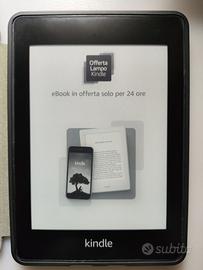 Offerta
Lampo
Kindle
eBook in offerta solo per 24 ore
kindle
kindle
subito